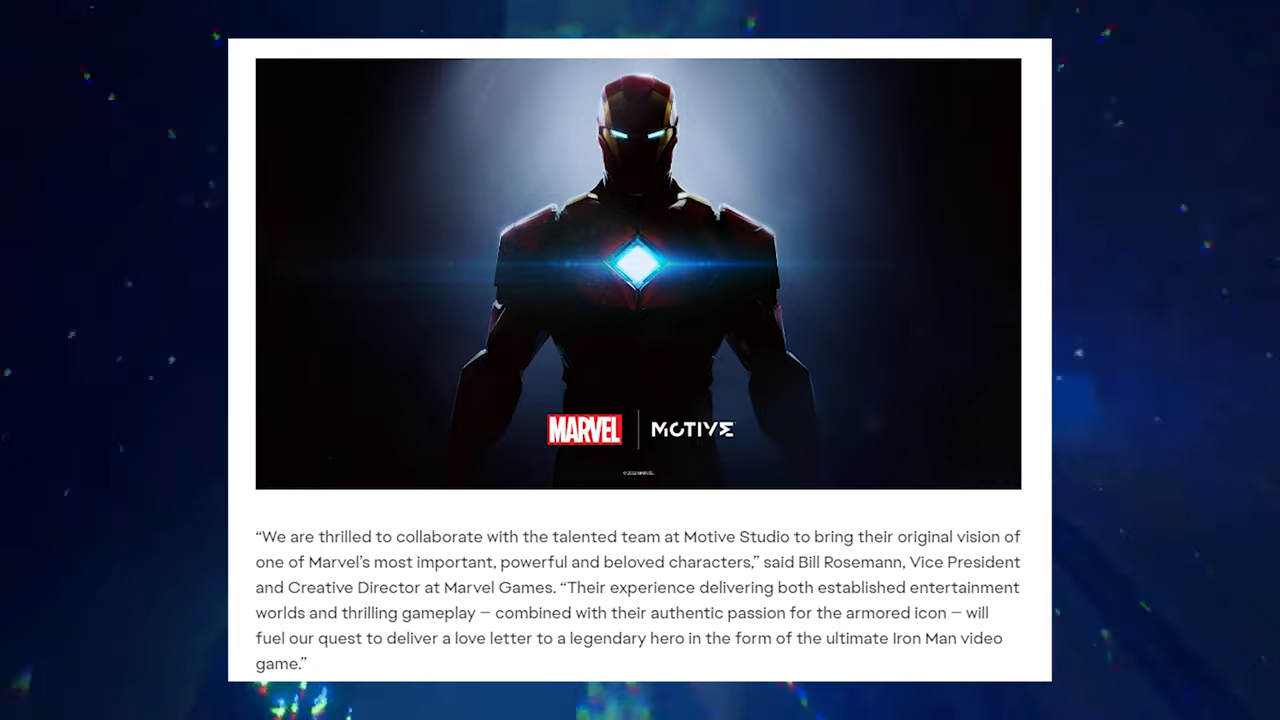 MARVEL | MOTIVE
©2022 MARVEL
“We are thrilled to collaborate with the talented team at Motive Studio to bring their original vision of
one of Marvel’s most important, powerful and beloved characters,” said Bill Rosemann, Vice President
and Creative Director at Marvel Games. “Their experience delivering both established entertainment
worlds and thrilling gameplay – combined with their authentic passion for the armored icon – will
fuel our quest to deliver a love letter to a legendary hero in the form of the ultimate Iron Man video
game.”